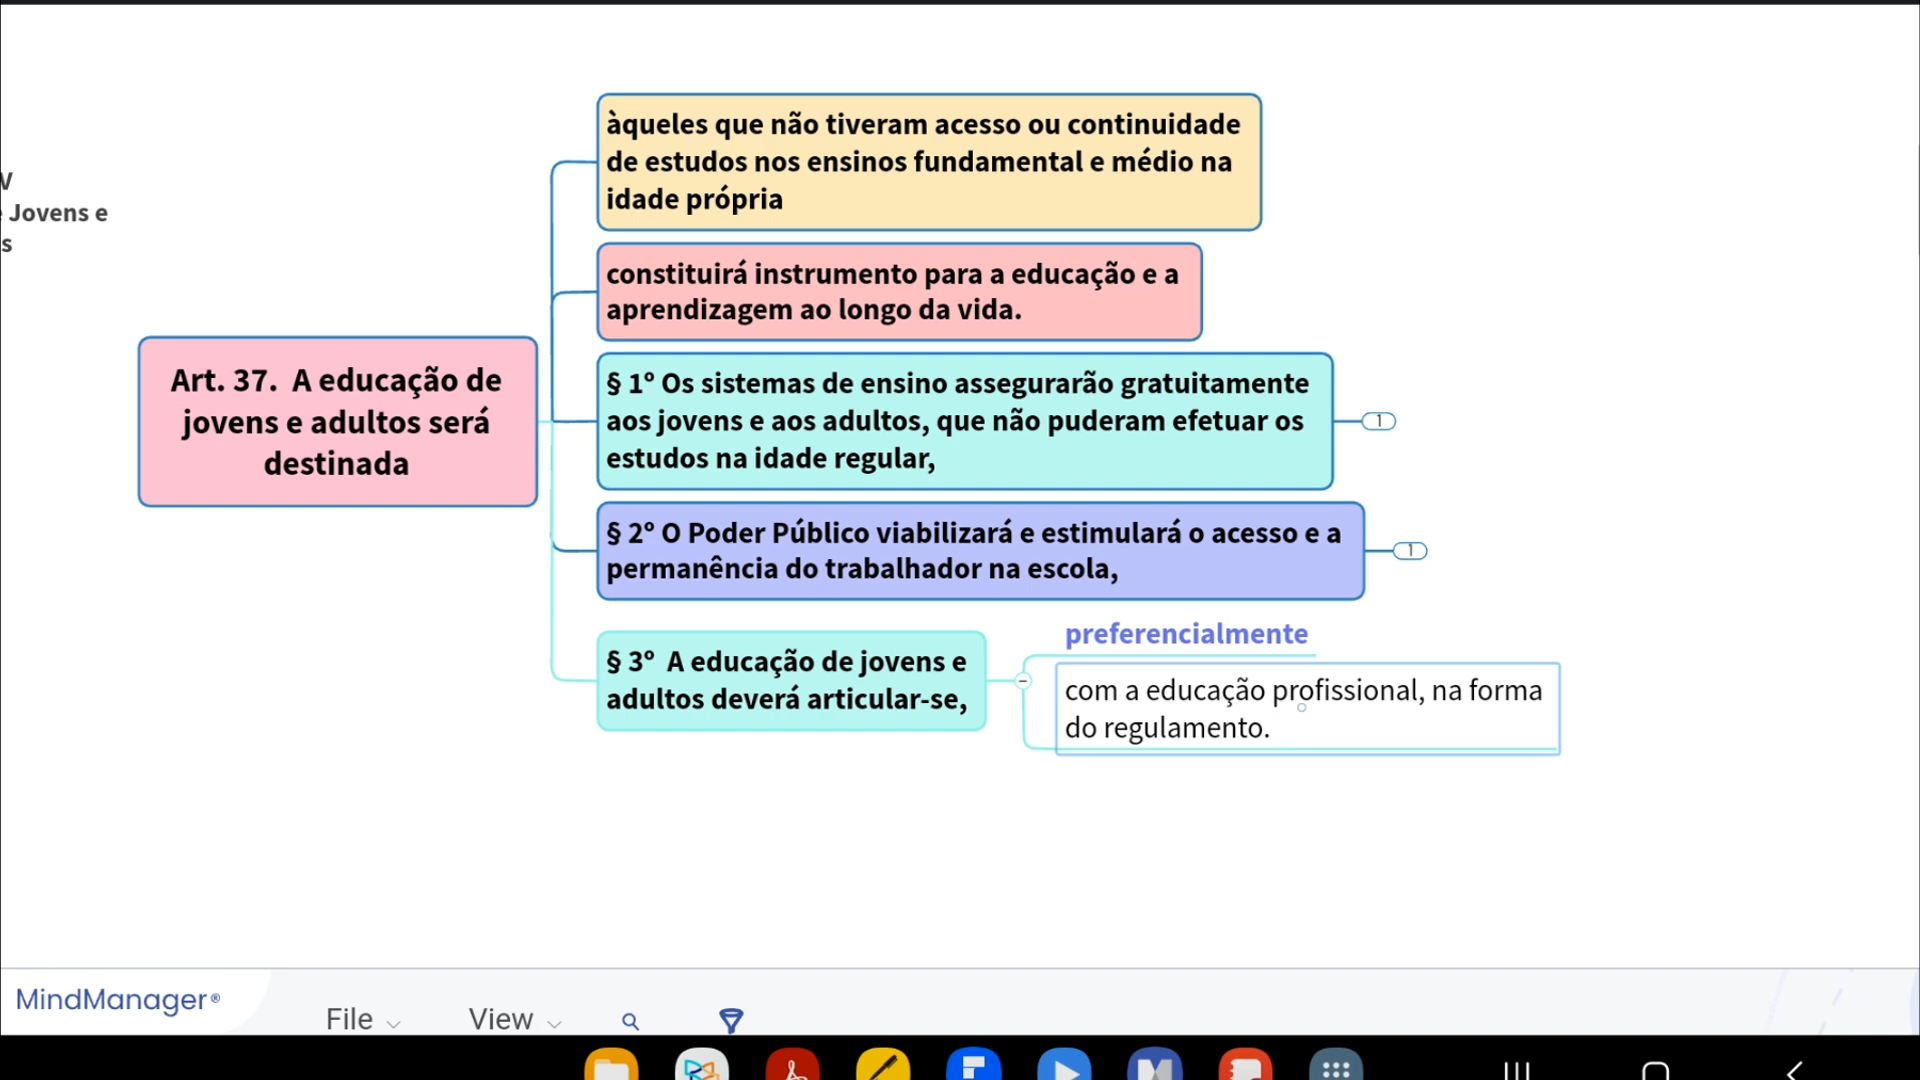 V
Jovens e
s
àqueles que não tiveram acesso ou continuidade
de estudos nos ensinos fundamental e médio na
idade própria
constituirá instrumento para a educação e a
aprendizagem ao longo da vida.
Art. 37.  A educação de
jovens e adultos será
destinada
§ 1º Os sistemas de ensino assegurarão gratuitamente
aos jovens e aos adultos, que não puderam efetuar os
estudos na idade regular,
1
§ 2º O Poder Público viabilizará e estimulará o acesso e a
permanência do trabalhador na escola,
1
§ 3º  A educação de jovens e
adultos deverá articular-se,
preferencialmente
com a educação profissional, na forma
do regulamento.
MindManager®
File
View